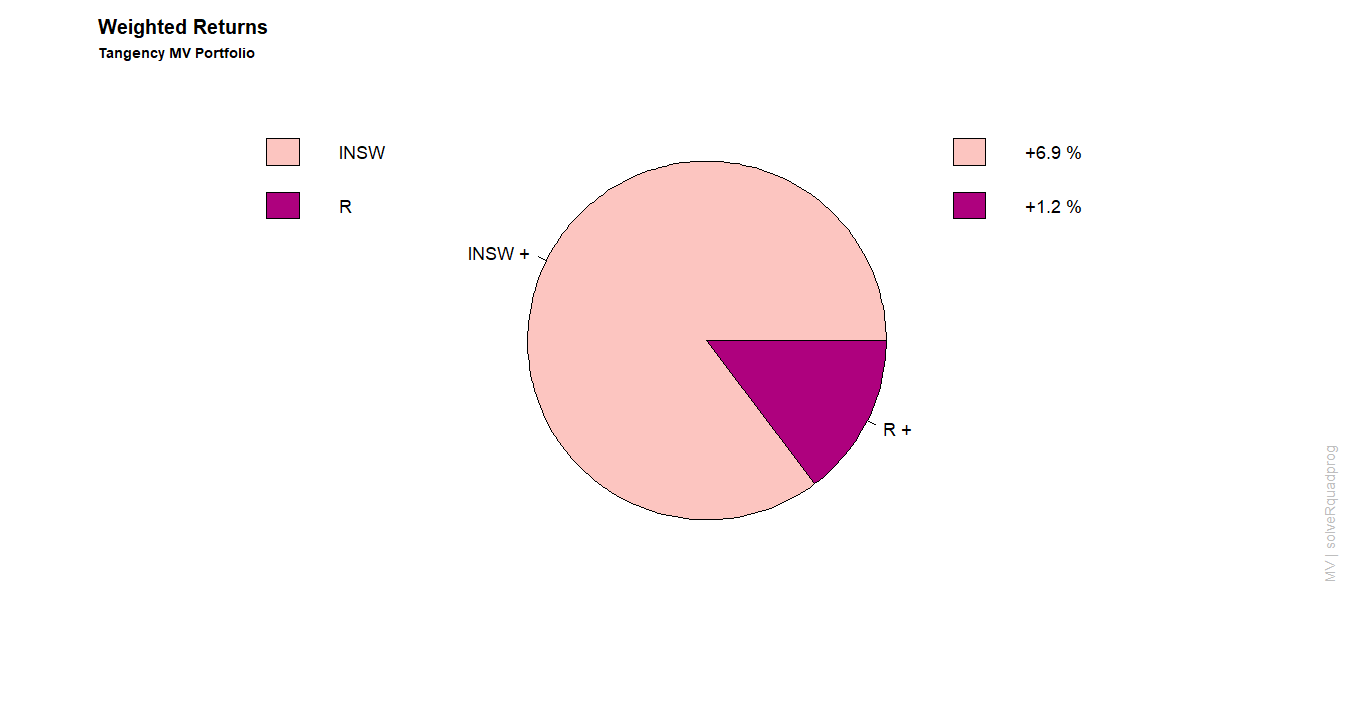 Weighted Returns
Tangency MV Portfolio
INSW
+6.9 %
R
+1.2 %
INSW +
R +
MV | solveRquadprog